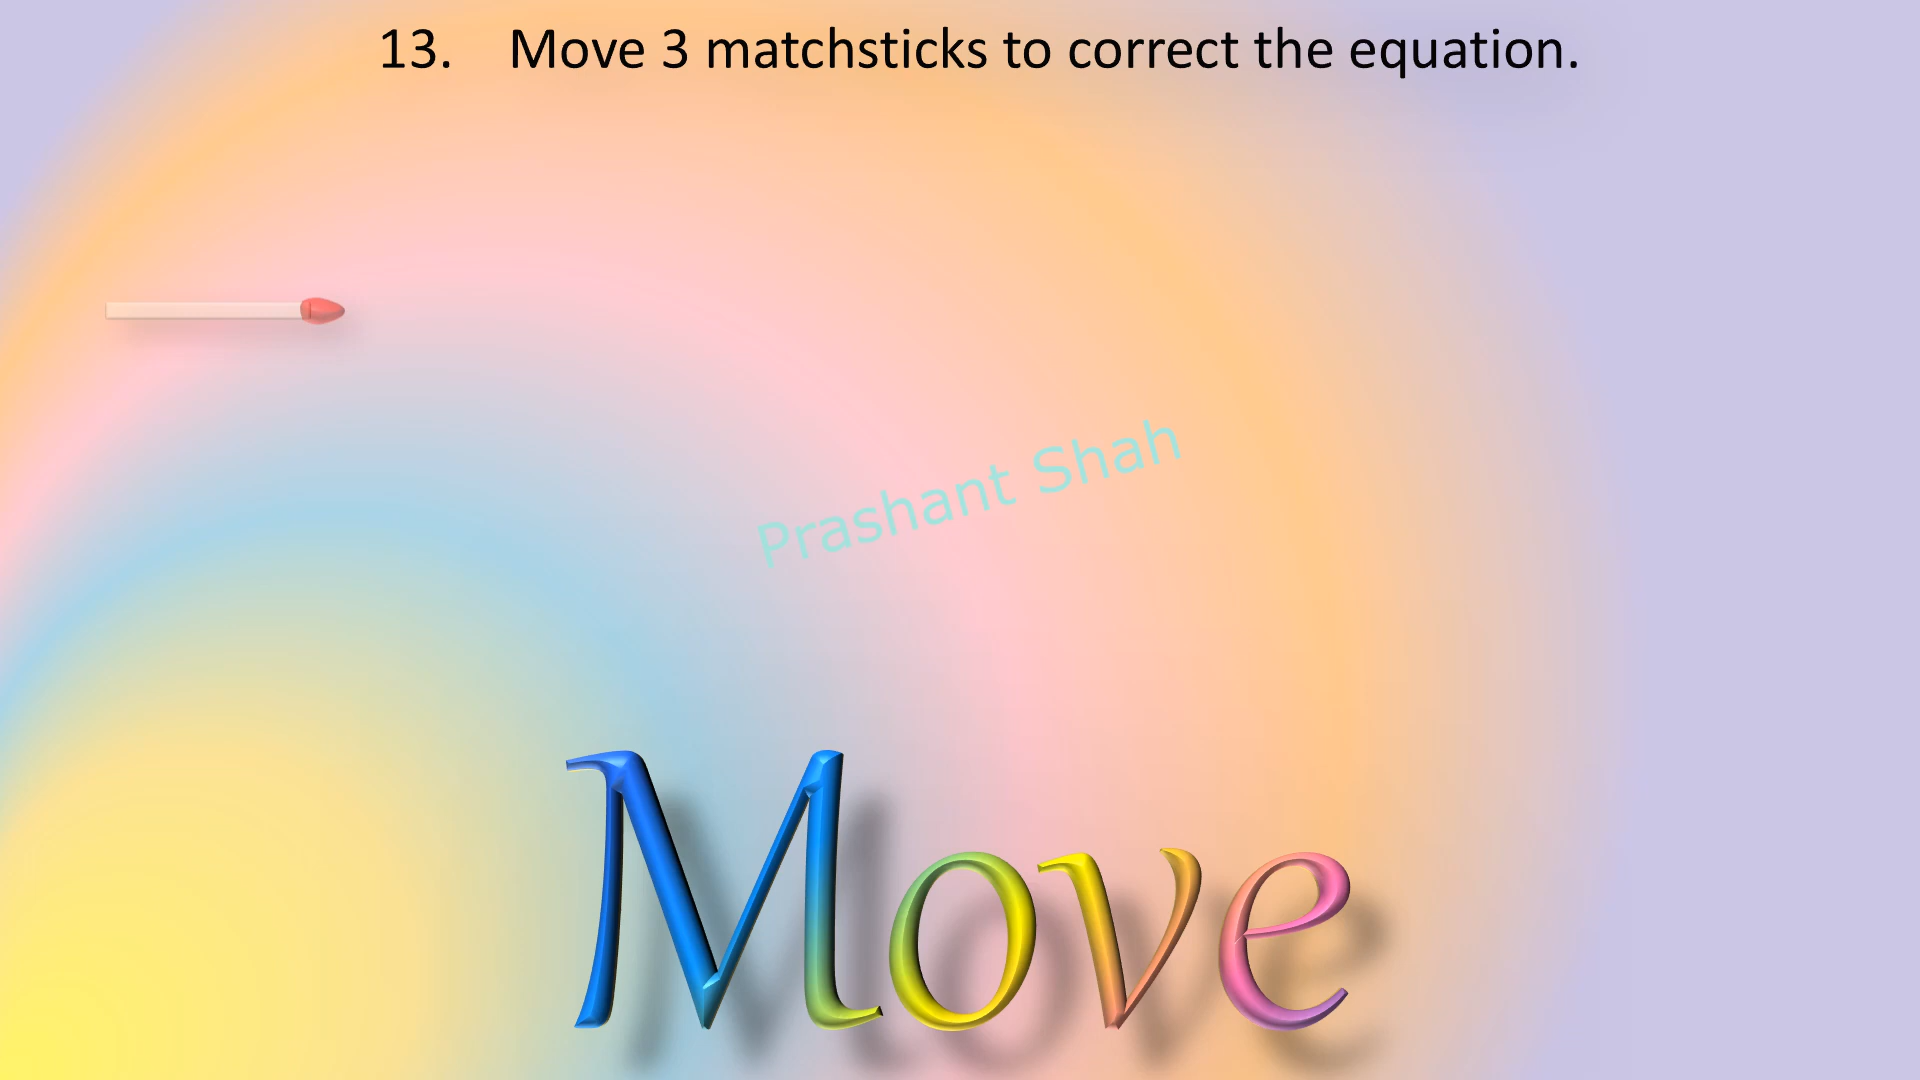 13. Move 3 matchsticks to correct the equation.
Prashant Shah
Move